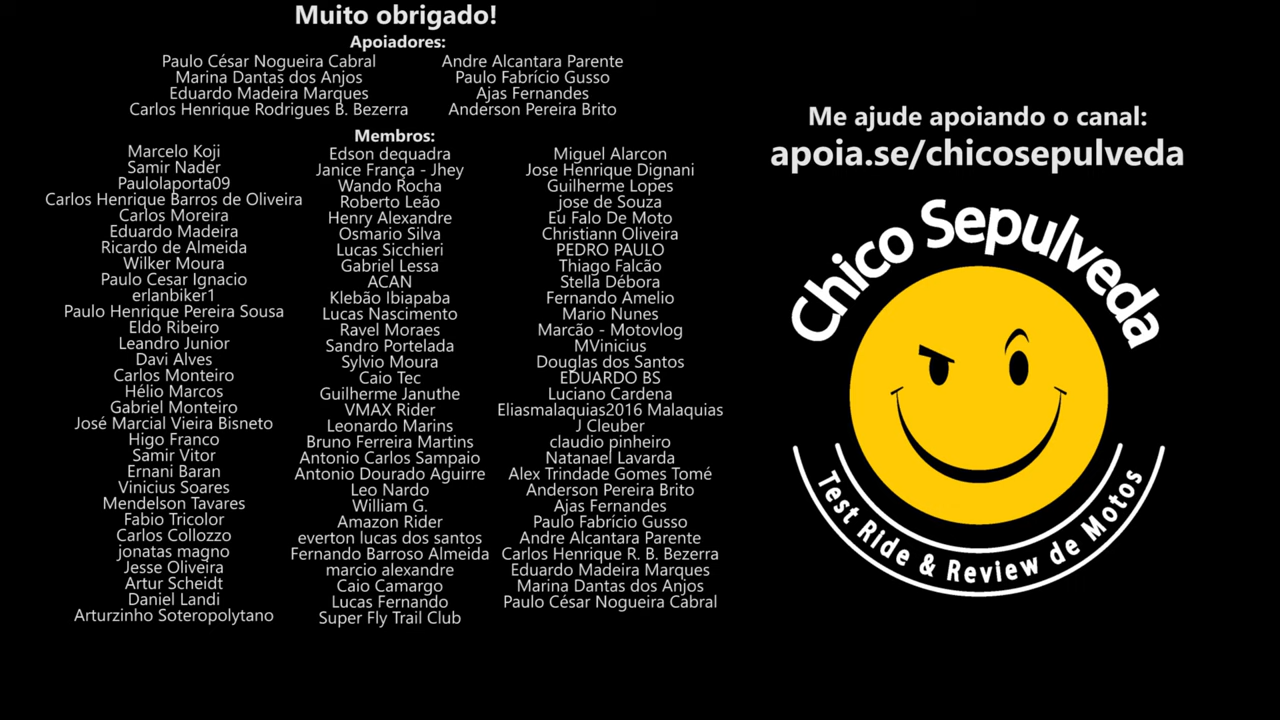 Muito obrigado!
Apoiadores:
Paulo César Nogueira Cabral
Marina Dantas dos Anjos
Eduardo Madeira Marques
Carlos Henrique Rodrigues B. Bezerra
Andre Alcantara Parente
Paulo Fabrício Gusso
Ajas Fernandes
Anderson Pereira Brito
Membros:
Marcelo Koji
Samir Nader
Paulolaporta09
Carlos Henrique Barros de Oliveira
Carlos Moreira
Eduardo Madeira
Ricardo de Almeida
Wilker Moura
Paulo Cesar Ignacio
erlanbiker1
Paulo Henrique Pereira Sousa
Eldo Ribeiro
Leandro Junior
Davi Alves
Carlos Monteiro
Hélio Marcos
Gabriel Monteiro
José Marcial Vieira Bisneto
Higo Franco
Samir Vitor
Ernani Baran
Vinicius Soares
Mendelson Tavares
Fabio Tricolor
Carlos Collozzo
jonatas magno
Jesse Oliveira
Artur Scheidt
Daniel Landi
Arturzinho Soteropolytano
Edson dequadra
Janice França - Jhey
Wando Rocha
Roberto Leão
Henry Alexandre
Osmario Silva
Lucas Sicchieri
Gabriel Lessa
ACAN
Klebão Ibiapaba
Lucas Nascimento
Ravel Moraes
Sandro Portelada
Sylvio Moura
Caio Tec
Guilherme Januthe
VMAX Rider
Leonardo Marins
Bruno Ferreira Martins
Antonio Carlos Sampaio
Antonio Dourado Aguirre
Leo Nardo
William G.
Amazon Rider
everton lucas dos santos
Fernando Barroso Almeida
marcio alexandre
Caio Camargo
Lucas Fernando
Super Fly Trail Club
Miguel Alarcon
Jose Henrique Dignani
Guilherme Lopes
jose de Souza
Eu Falo De Moto
Christiann Oliveira
PEDRO PAULO
Thiago Falcão
Stella Débora
Fernando Amelio
Mario Nunes
Marcão - Motovlog
MVinicius
Douglas dos Santos
EDUARDO BS
Luciano Cardena
Eliasmalaquias2016 Malaquias
J Cleuber
claudio pinheiro
Natanael Lavarda
Alex Trindade Gomes Tomé
Anderson Pereira Brito
Ajas Fernandes
Paulo Fabrício Gusso
Andre Alcantara Parente
Carlos Henrique R. B. Bezerra
Eduardo Madeira Marques
Marina Dantas dos Anjos
Paulo César Nogueira Cabral
Me ajude apoiando o canal:
apoia.se/chicosepulveda
Chico Sepulveda
Test Ride & Review de Motos